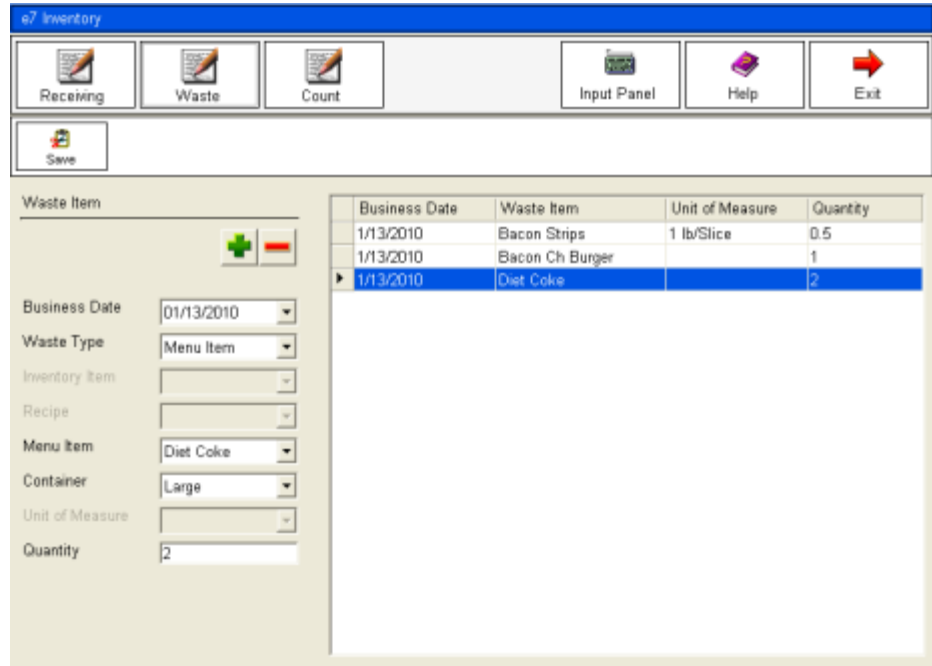 e7 Inventory
Receiving Waste Count Input Panel Help Exit
Save
Waste Item
Business Date Waste Item Unit of Measure Quantity
1/13/2010 Bacon Strips 1 lb/Slice 0.5
1/13/2010 Bacon Ch Burger 1
1/13/2010 Diet Coke 2
Business Date 01/13/2010
Waste Type Menu Item
Inventory Item
Recipe
Menu Item Diet Coke
Container Large
Unit of Measure
Quantity 2